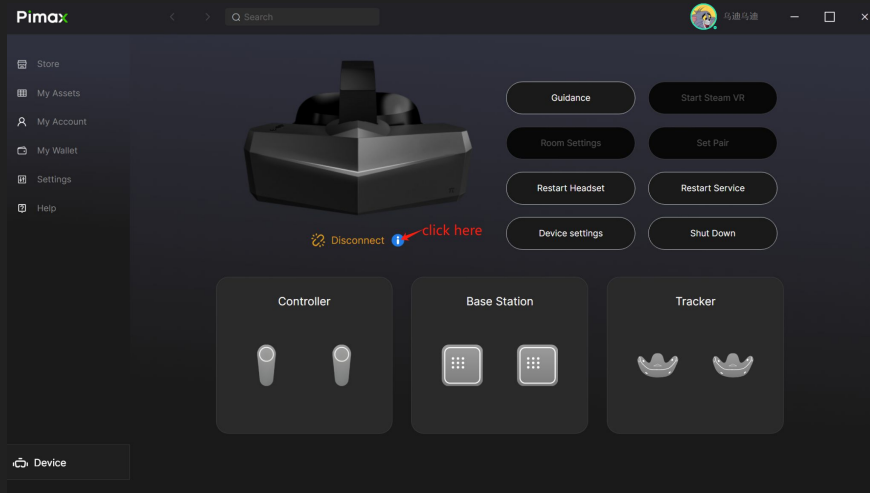 Pimax
Search
乌迪乌迪
Store
My Assets
My Account
My Wallet
Settings
Help
Guidance
Start Steam VR
Room Settings
Set Pair
Restart Headset
Restart Service
Device settings
Shut Down
Disconnect
click here
Controller
Base Station
Tracker
Device